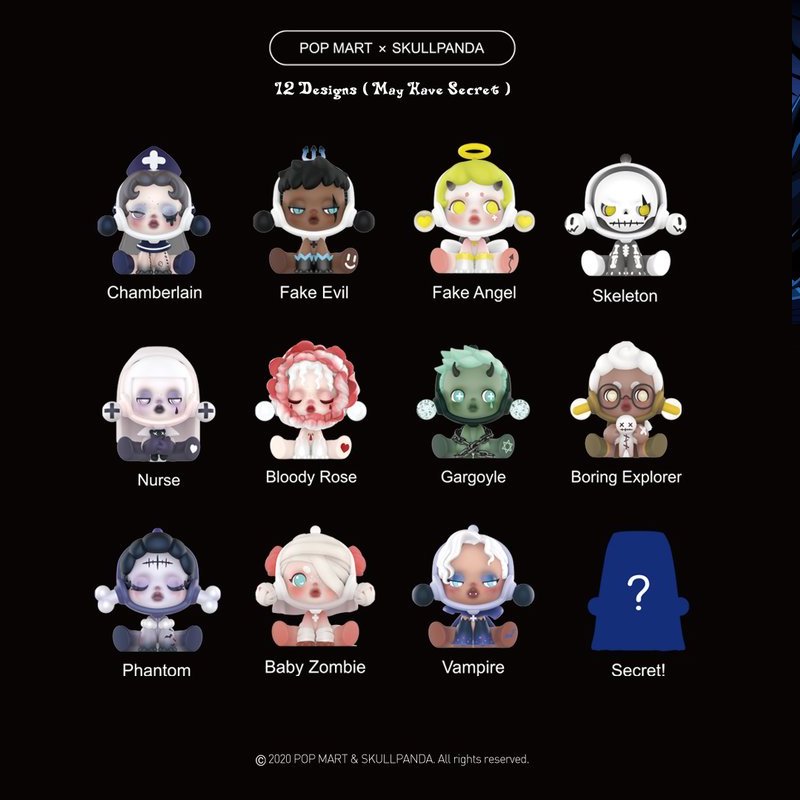 POP MART × SKULLPANDA
12 Designs ( May Have Secret )
Chamberlain
Fake Evil
Fake Angel
Skeleton
Nurse
Bloody Rose
Gargoyle
Boring Explorer
Phantom
Baby Zombie
Vampire
?
Secret!
© 2020 POP MART & SKULLPANDA. All rights reserved.